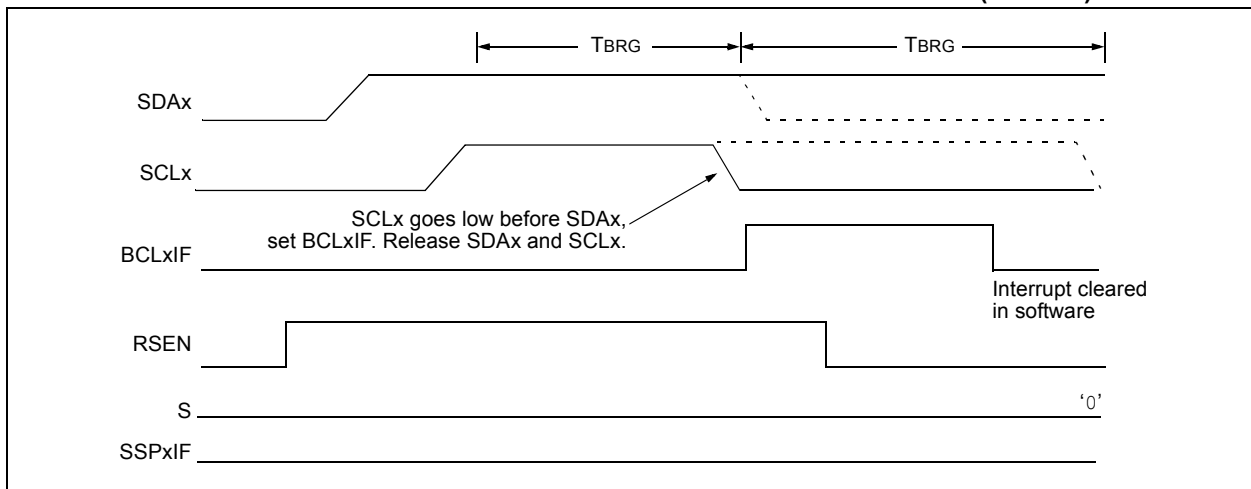 TBRG
TBRG
SDAx
SCLx
SCLx goes low before SDAx,
set BCLxIF. Release SDAx and SCLx.
BCLxIF
Interrupt cleared
in software
RSEN
S
‘0’
SSPxIF